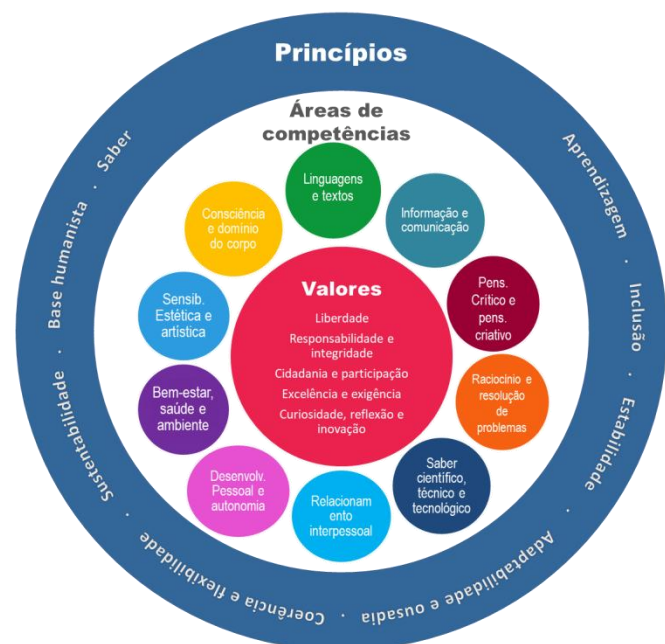 Princípios
Aprendizagem · Inclusão · Estabilidade · Adaptabilidade e ousadia · Coerência e flexibilidade · Sustentabilidade · Base humanista · Saber
Áreas de
competências
Linguagens
e textos
Informação e
comunicação
Pens.
Crítico e
pens.
criativo
Raciocinio e
resolução
de
problemas
Saber
científico,
técnico e
tecnológico
Relacionam
ento
interpessoal
Desenvolv.
Pessoal e
autonomia
Bem-estar,
saúde e
ambiente
Sensib.
Estética e
artística
Consciência
e domínio
do corpo
Valores
Liberdade
Responsabilidade e
integridade
Cidadania e participação
Excelência e exigência
Curiosidade, reflexão e
inovação